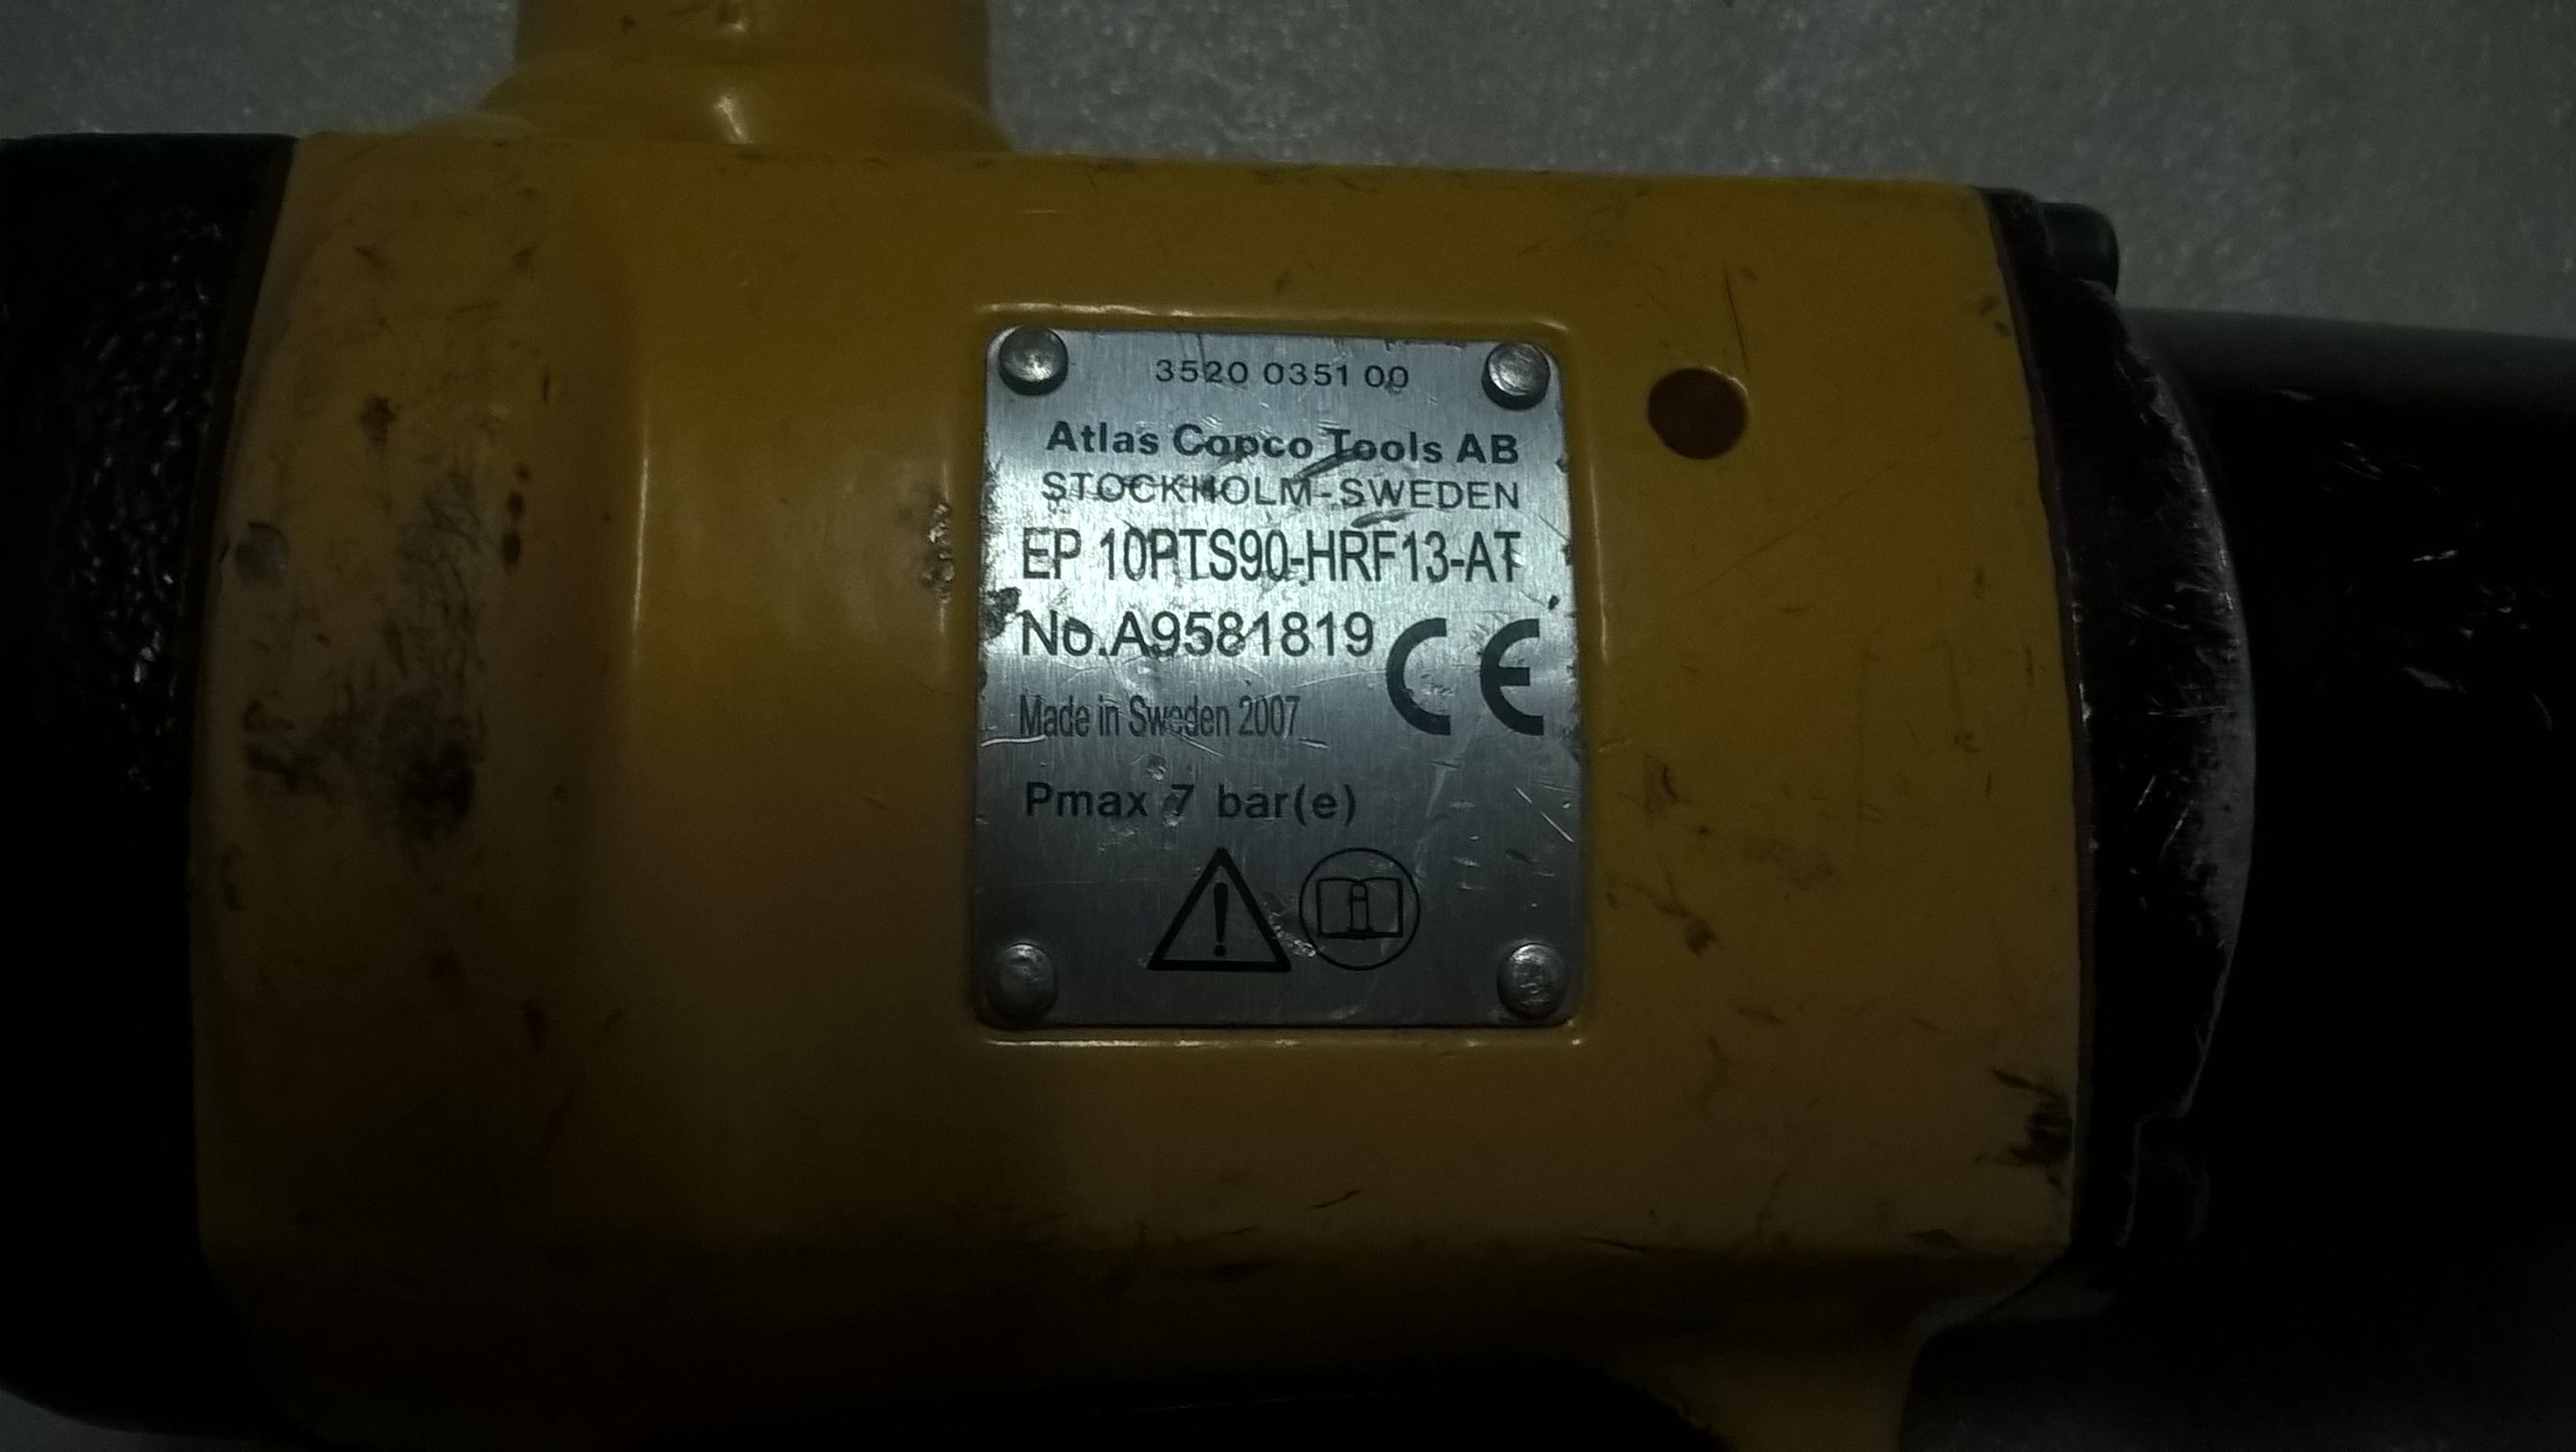 3520 0351 00
Atlas Copco Tools AB
STOCKHOLM-SWEDEN
EP 10PTS90-HRF13-AT
No.A9581819 CE
Made in Sweden 2007
Pmax 7 bar(e)